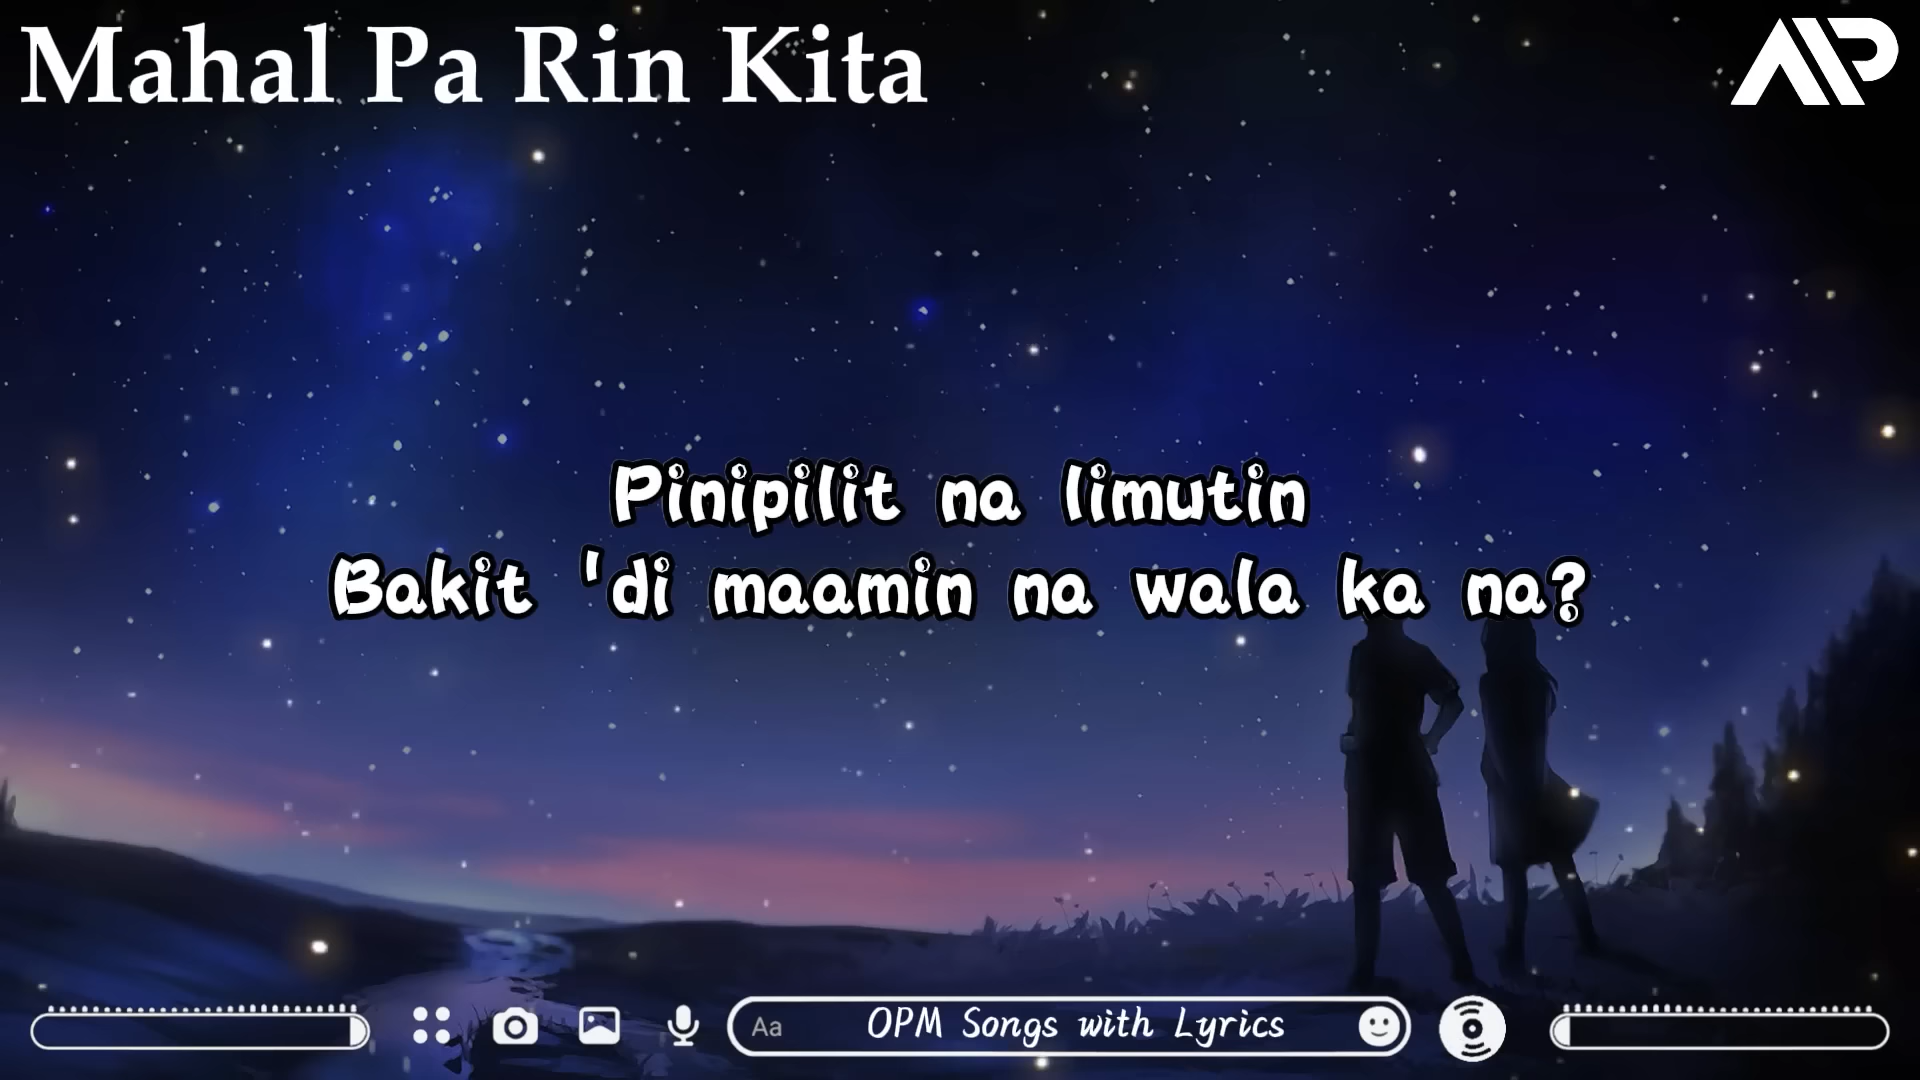 Mahal Pa Rin Kita
AP
Pinipilit na limutin
Bakit 'di maamin na wala ka na?
Aa OPM Songs with Lyrics